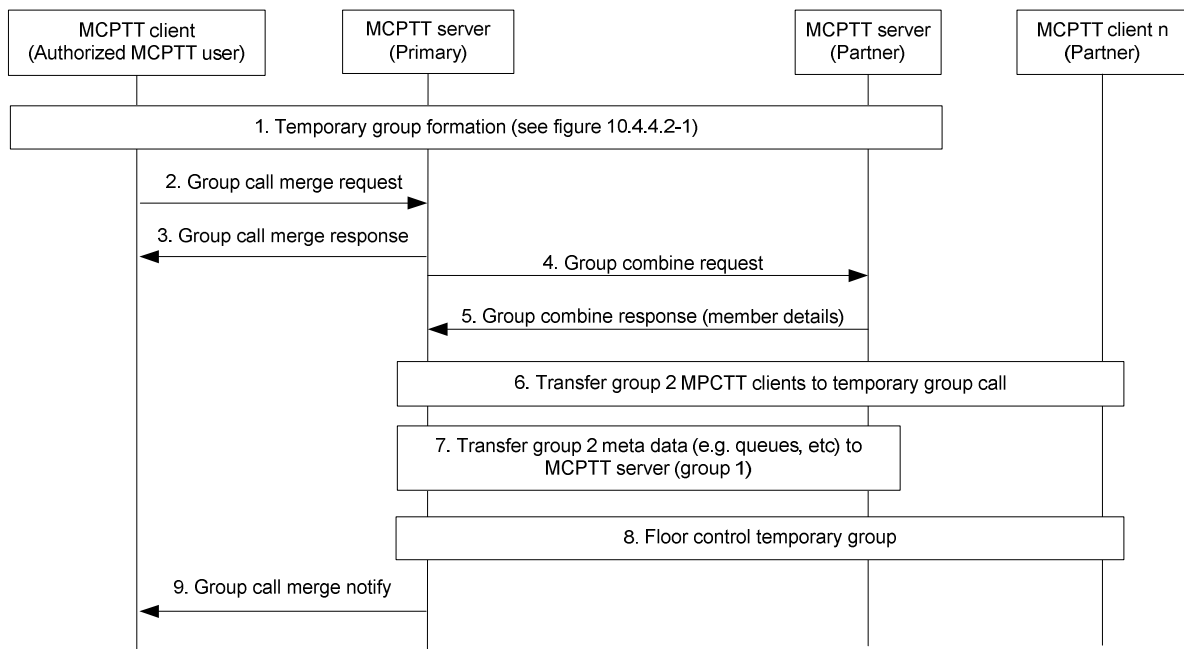 MCPTT client
(Authorized MCPTT user)
MCPTT server
(Primary)
MCPTT server
(Partner)
MCPTT client n
(Partner)
1. Temporary group formation (see figure 10.4.4.2-1)
2. Group call merge request
3. Group call merge response
4. Group combine request
5. Group combine response (member details)
6. Transfer group 2 MPCTT clients to temporary group call
7. Transfer group 2 meta data (e.g. queues, etc) to
MCPTT server (group 1)
8. Floor control temporary group
9. Group call merge notify